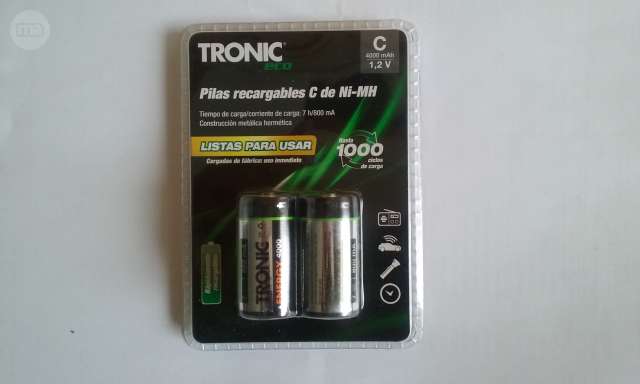 TRONIC
eco
C
4000 mAh
1,2 V
Pilas recargables C de Ni-MH
Tiempo de carga/corriente de carga: 7 h/800 mA
Construcción metálica hermética
LISTAS PARA USAR
Cargadas de fábrica: uso inmediato
Hasta
1000
ciclos
de carga
TRONIC
ENERGY 4000